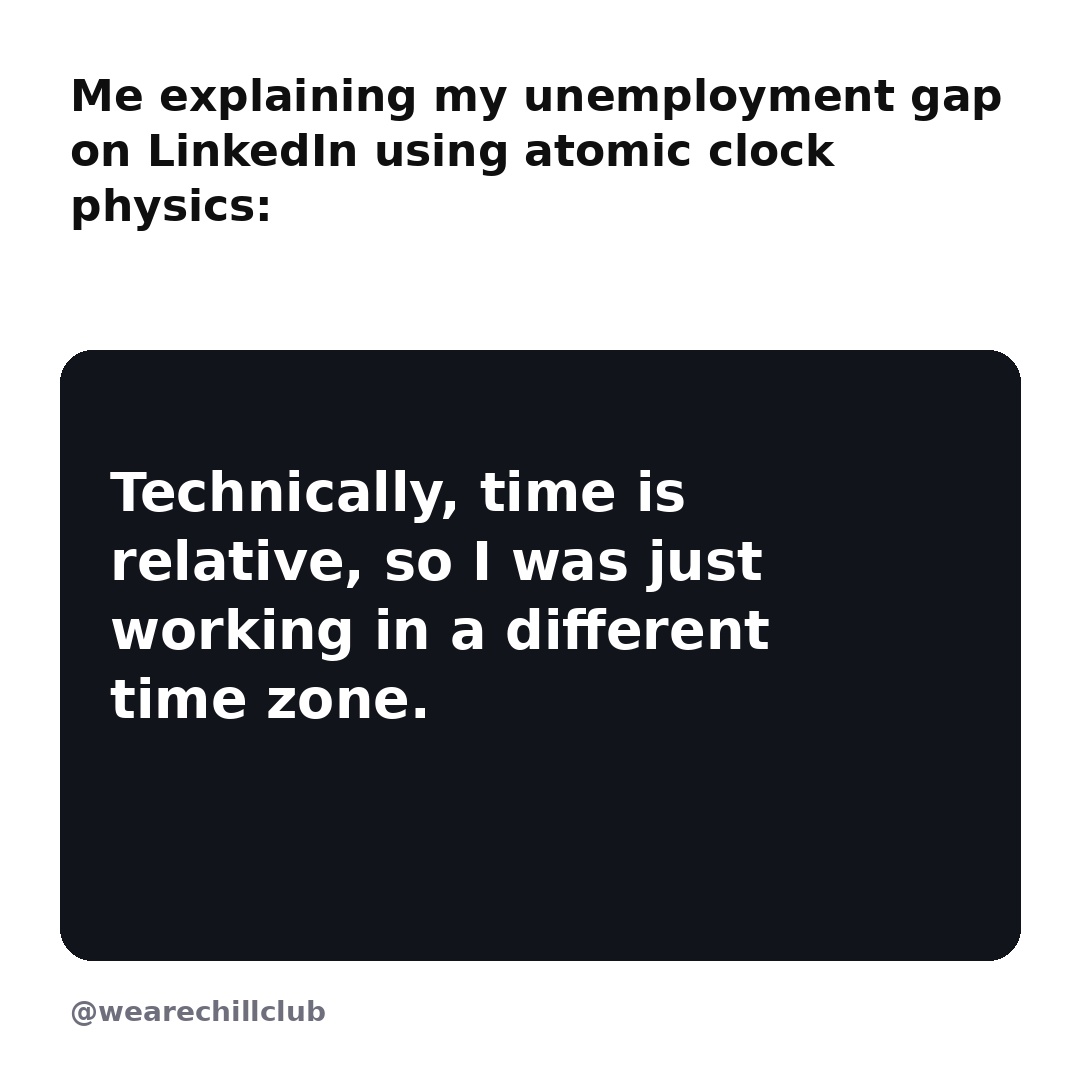 Me explaining my unemployment gap
on LinkedIn using atomic clock
physics:
Technically, time is
relative, so I was just
working in a different
time zone.
@wearechillclub